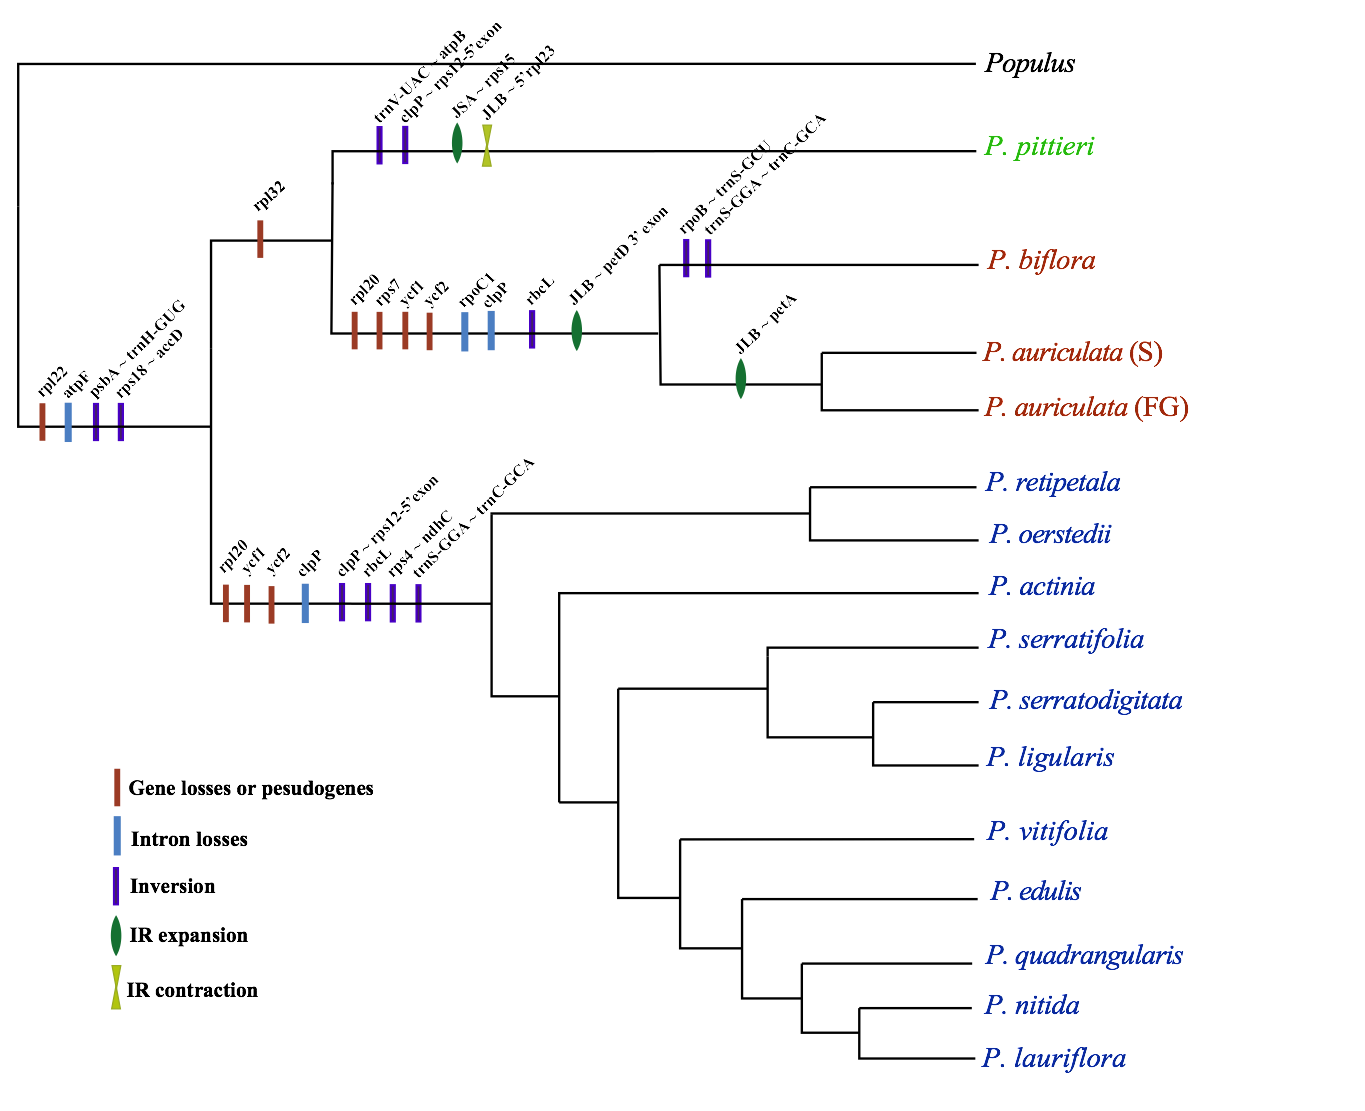 Populus
trnV-UAC ~ atpB
clpP ~ rps12-5'exon
JSA ~ rps15
JLB ~ 5'rpl23
P. pittieri
rpl32
rpoB ~ trnS-GCU
trnS-GGA ~ trnC-GCA
P. biflora
rpl20
rps7
ycf1
ycf2
rpoC1
clpP
rbcL
JLB ~ petD 3' exon
JLB ~ petA
P. auriculata (S)
P. auriculata (FG)
rpl22
atpF
psbA ~ trnH-GUG
rps18 ~ accD
P. retipetala
P. oerstedii
rpl20
ycf1
ycf2
clpP
clpP ~ rps12-5'exon
rbcL
rps4 ~ ndhC
trnS-GGA ~ trnC-GCA
P. actinia
P. serratifolia
P. serratodigitata
P. ligularis
Gene losses or pesudogenes
Intron losses
Inversion
IR expansion
IR contraction
P. vitifolia
P. edulis
P. quadrangularis
P. nitida
P. lauriflora